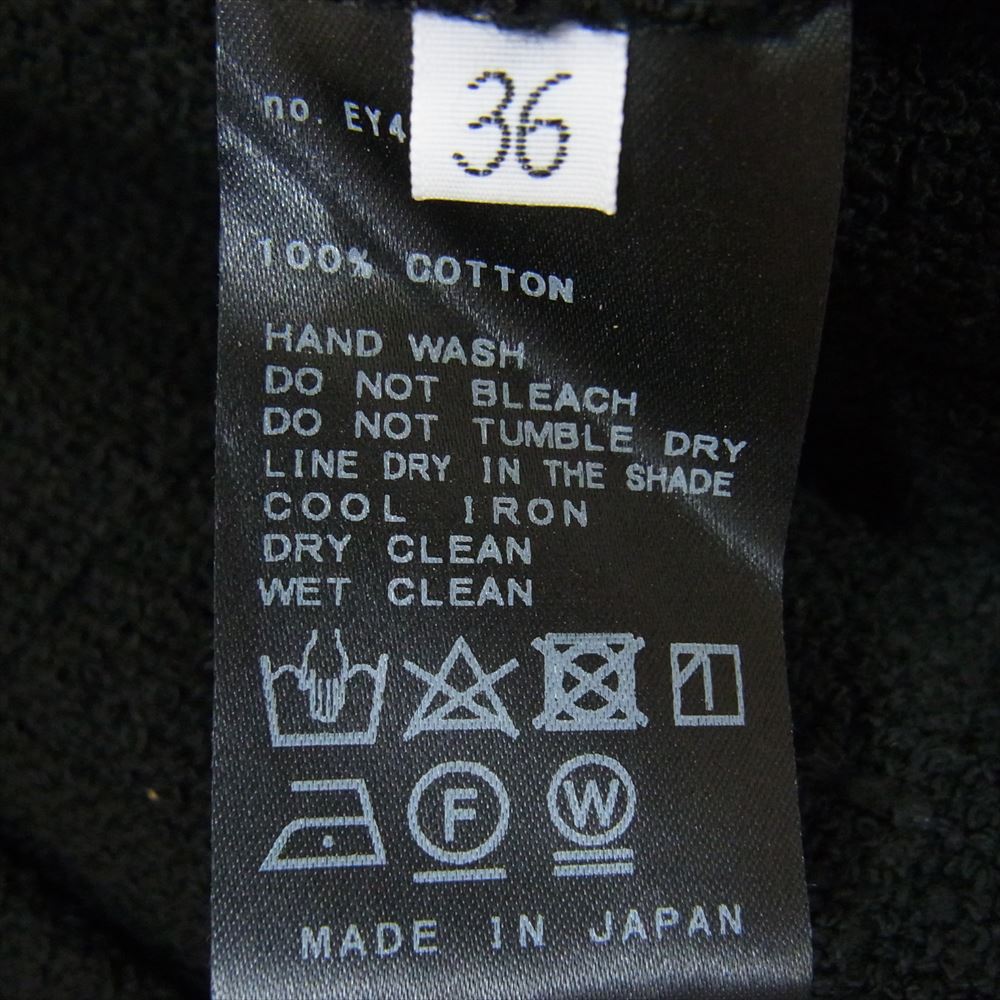 36
no. EY4
100% COTTON
HAND WASH
DO NOT BLEACH
DO NOT TUMBLE DRY
LINE DRY IN THE SHADE
COOL IRON
DRY CLEAN
WET CLEAN
F W
MADE IN JAPAN